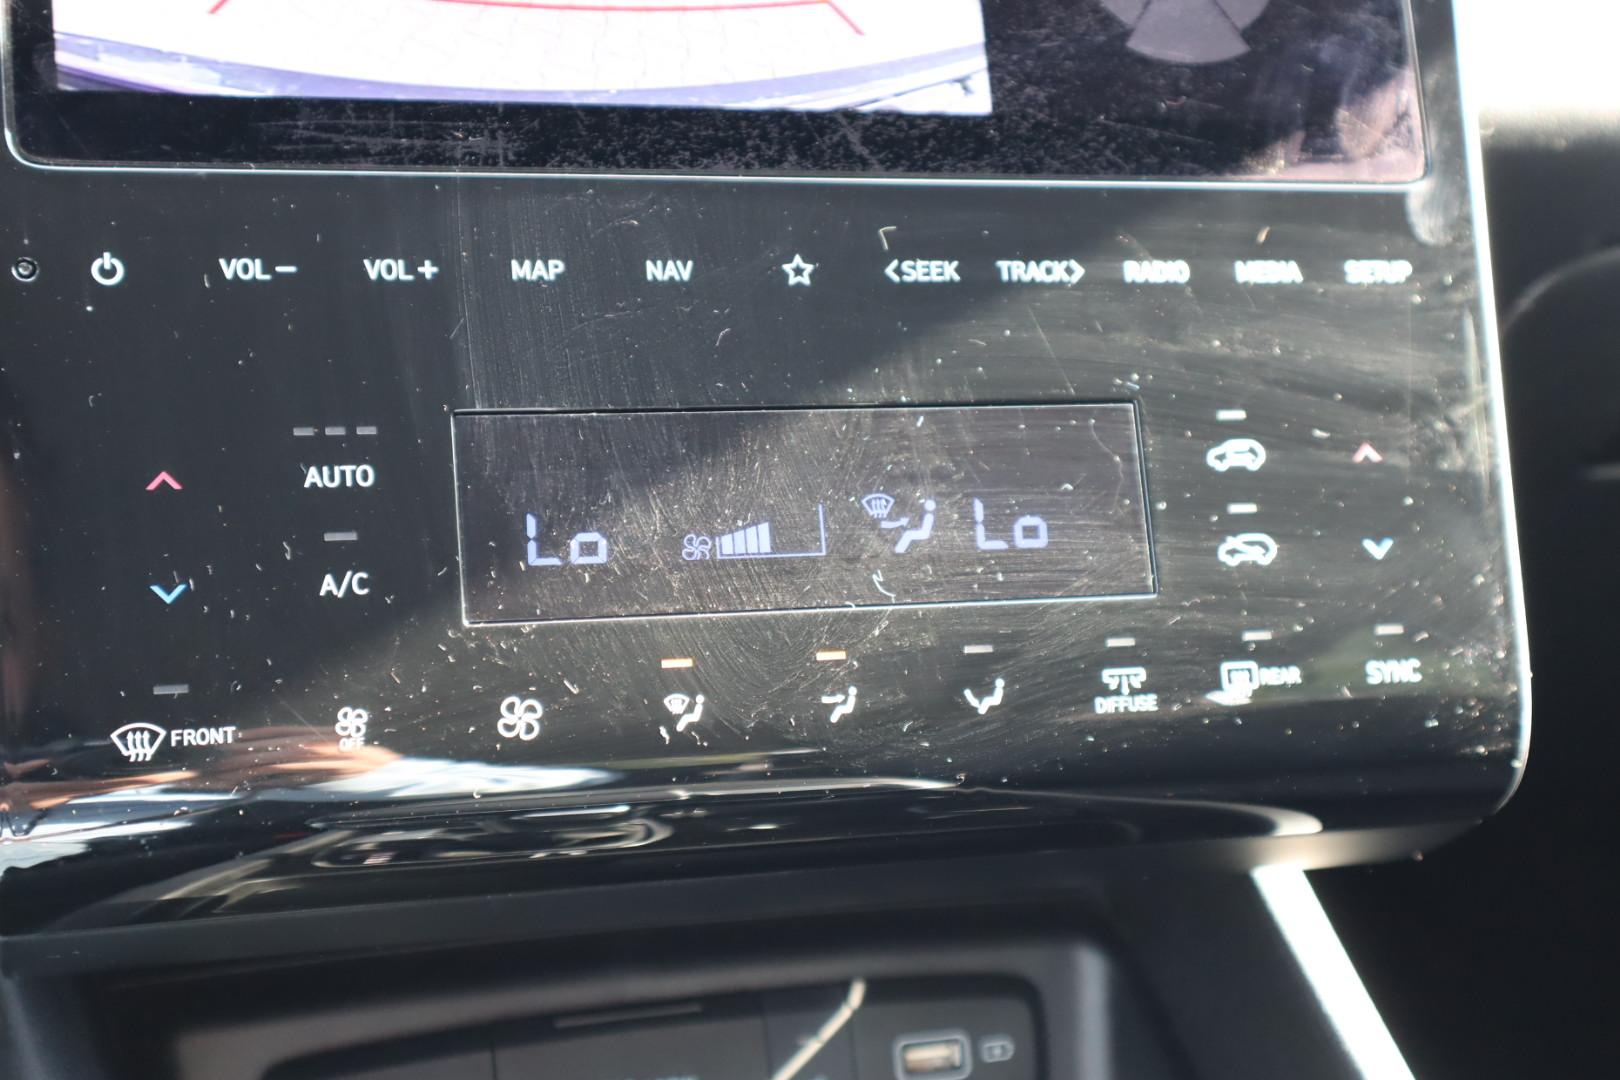 VOL− VOL+ MAP NAV <SEEK TRACK> RADIO MEDIA SETUP
AUTO
Lo Lo
A/C
FRONT OFF DIFFUSE REAR SYNC